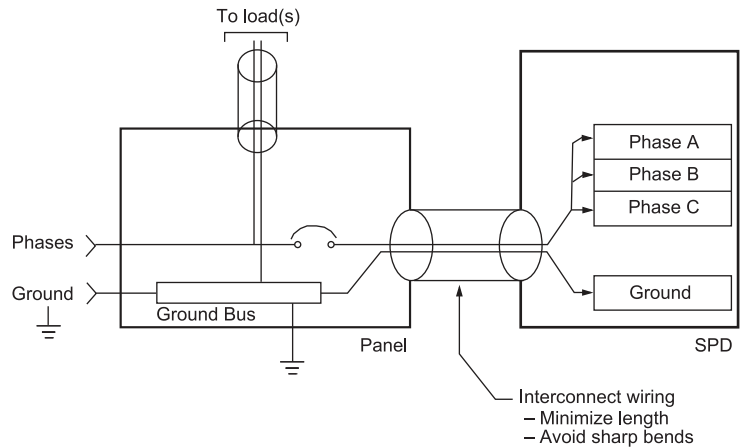 To load(s)
Phase A
Phase B
Phase C
Phases
Ground
Ground
Ground Bus
Panel
SPD
Interconnect wiring
– Minimize length
– Avoid sharp bends